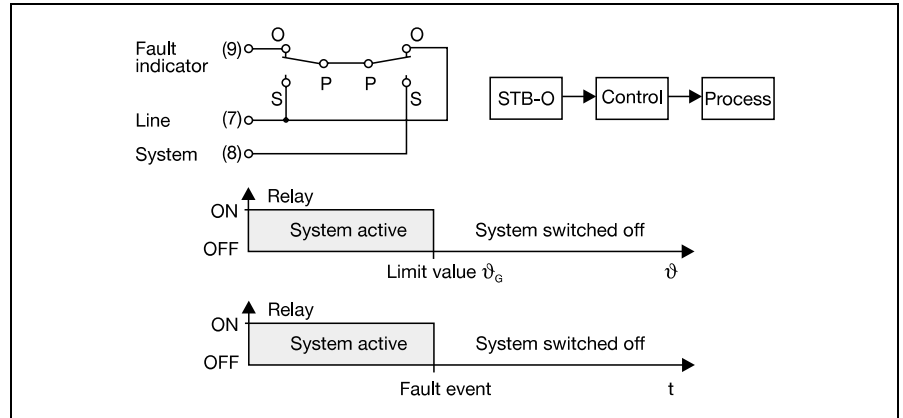 Fault indicator (9) O O
P P
S S
STB-O Control Process
Line (7)
System (8)
Relay
ON
System active System switched off
OFF
Limit value ϑG ϑ
Relay
ON
System active System switched off
OFF
Fault event t